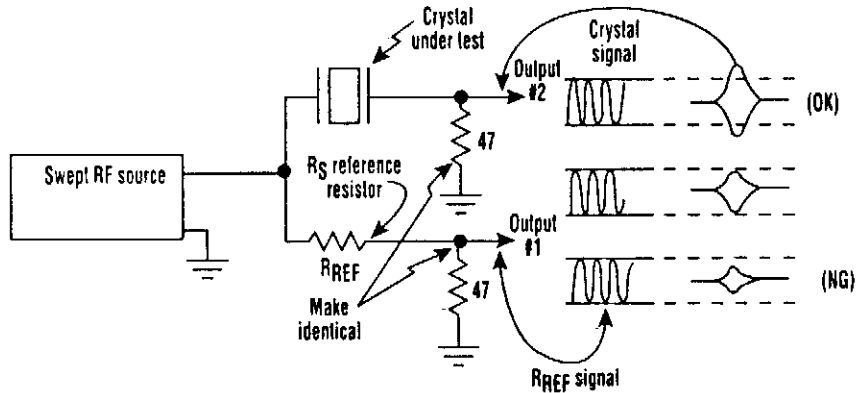 Crystal
under test
Crystal
signal
Output
#2
(OK)
47
Swept RF source
RS reference
resistor
Output
#1
RREF
47
(NG)
Make
identical
RREF signal